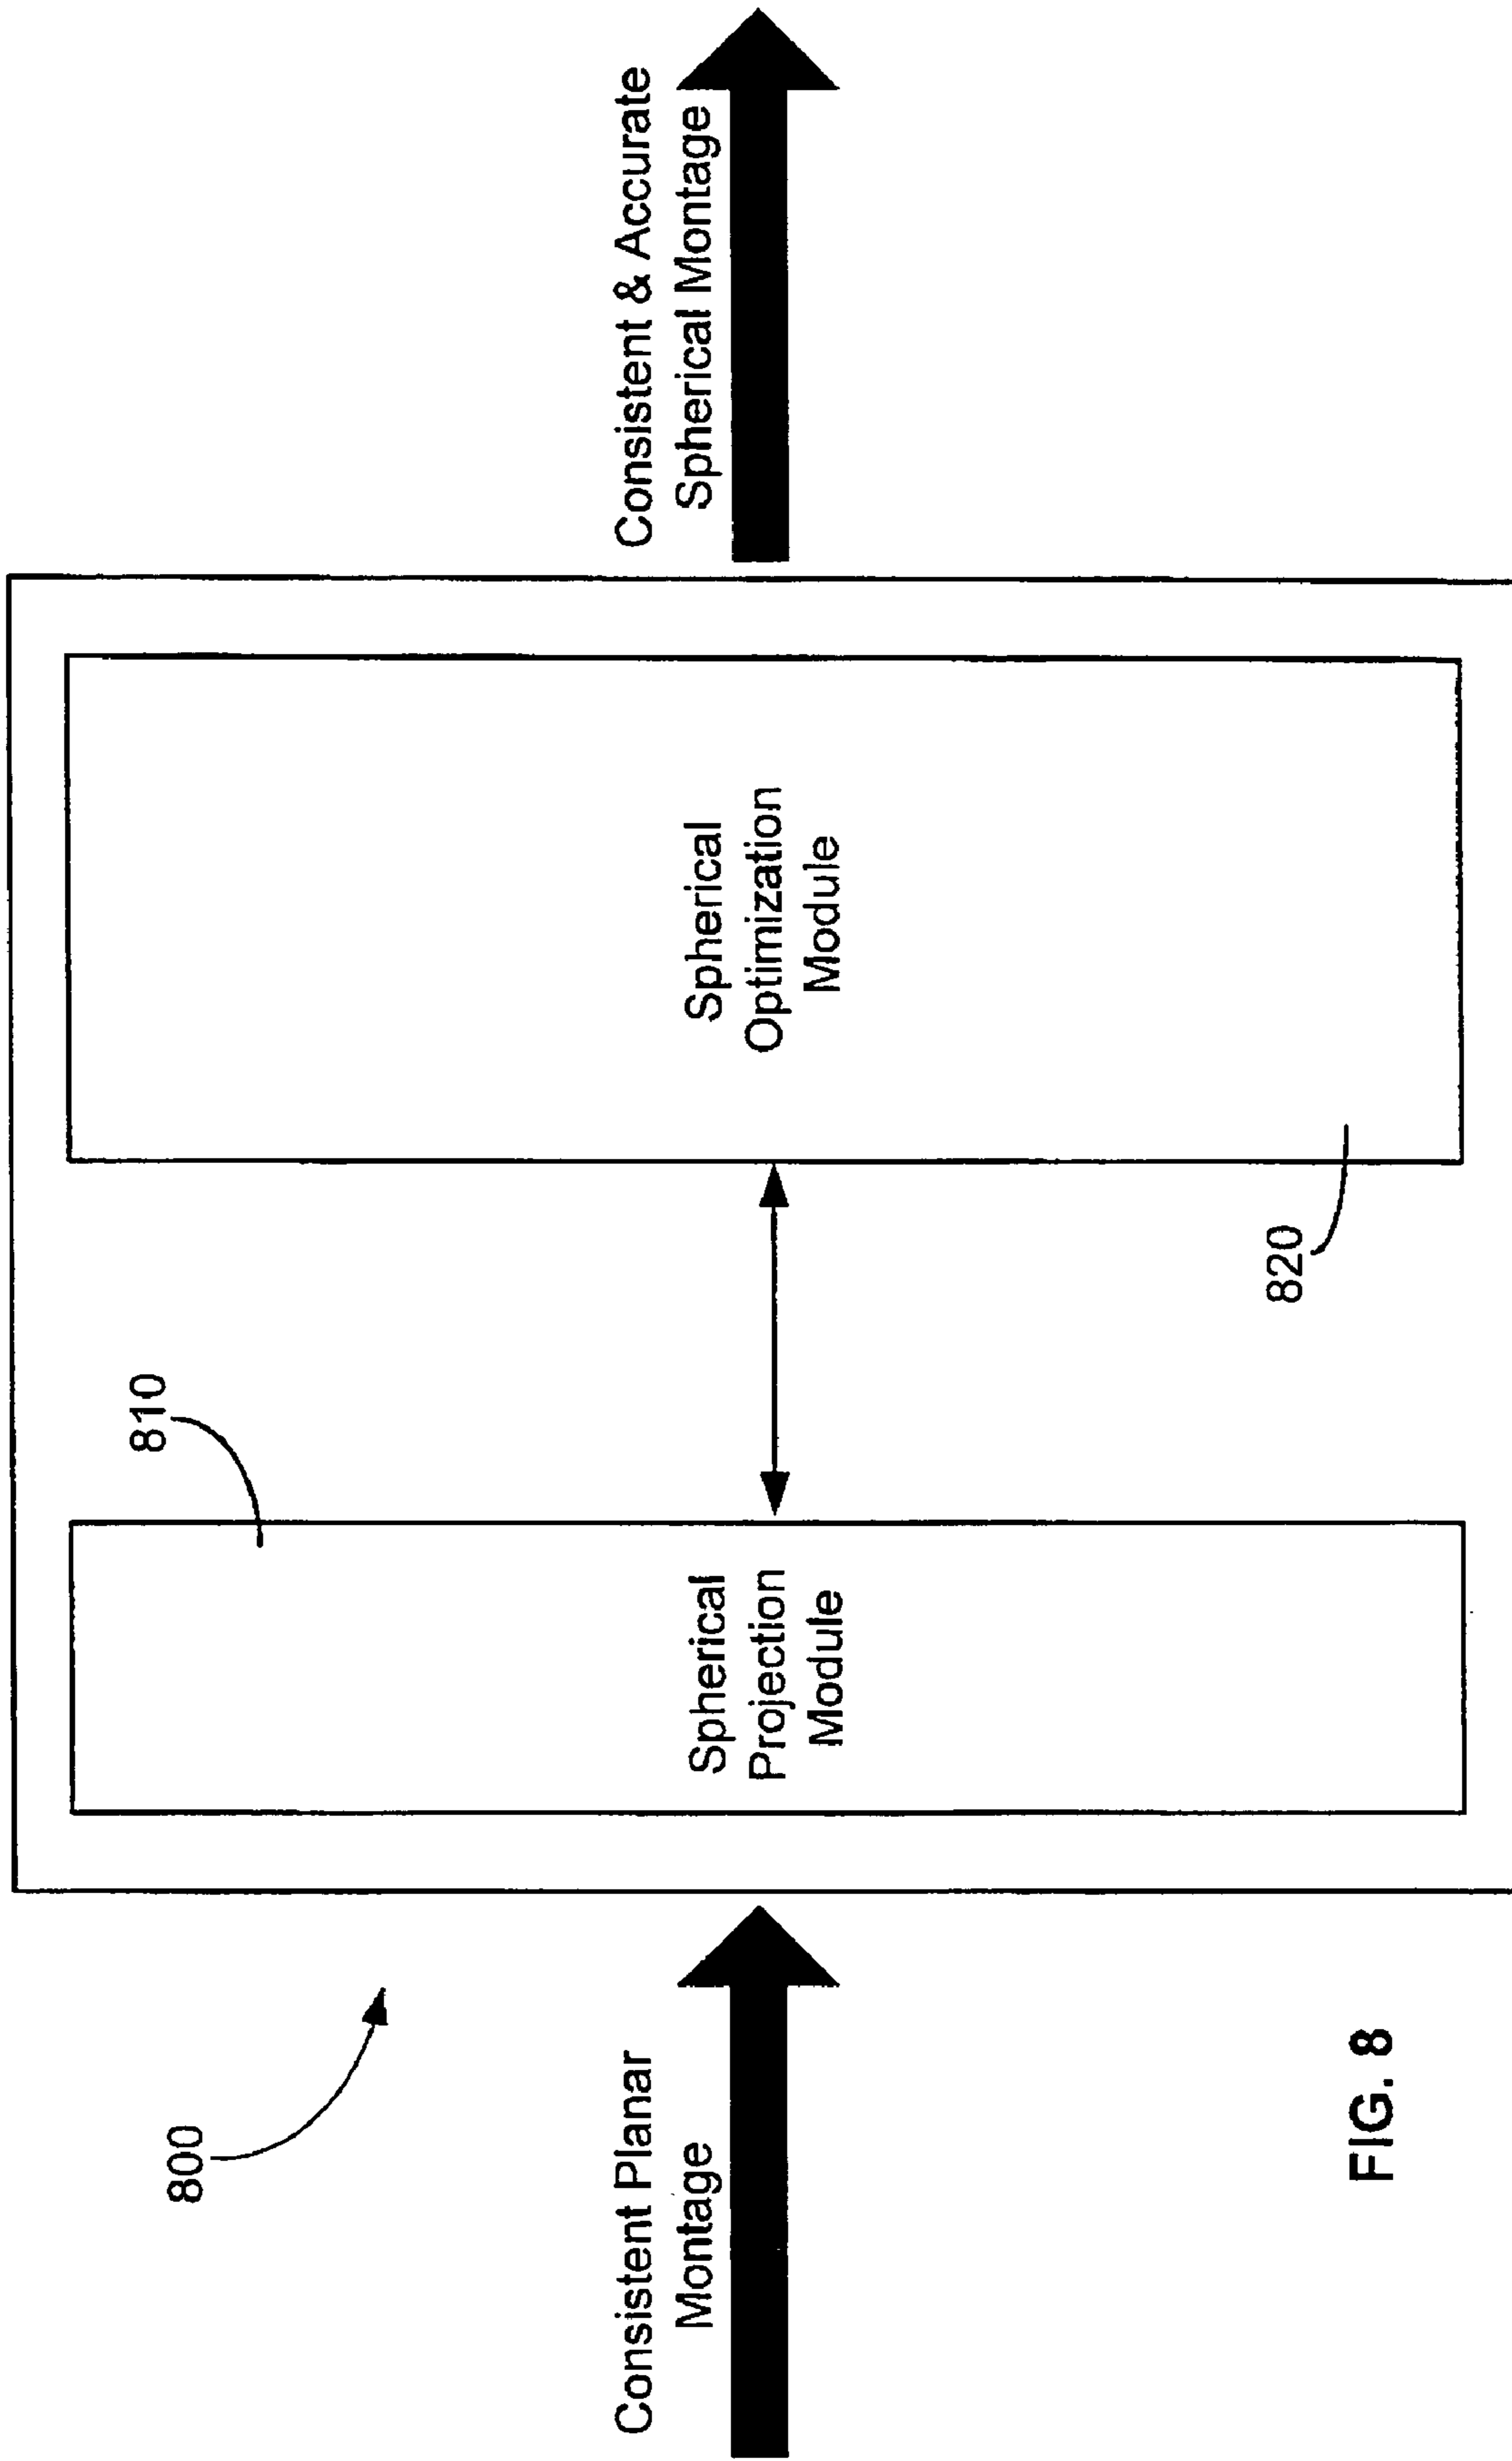 800
Consistent Planar
Montage
810
Spherical
Projection
Module
Spherical
Optimization
Module
820
Consistent & Accurate
Spherical Montage
FIG. 8